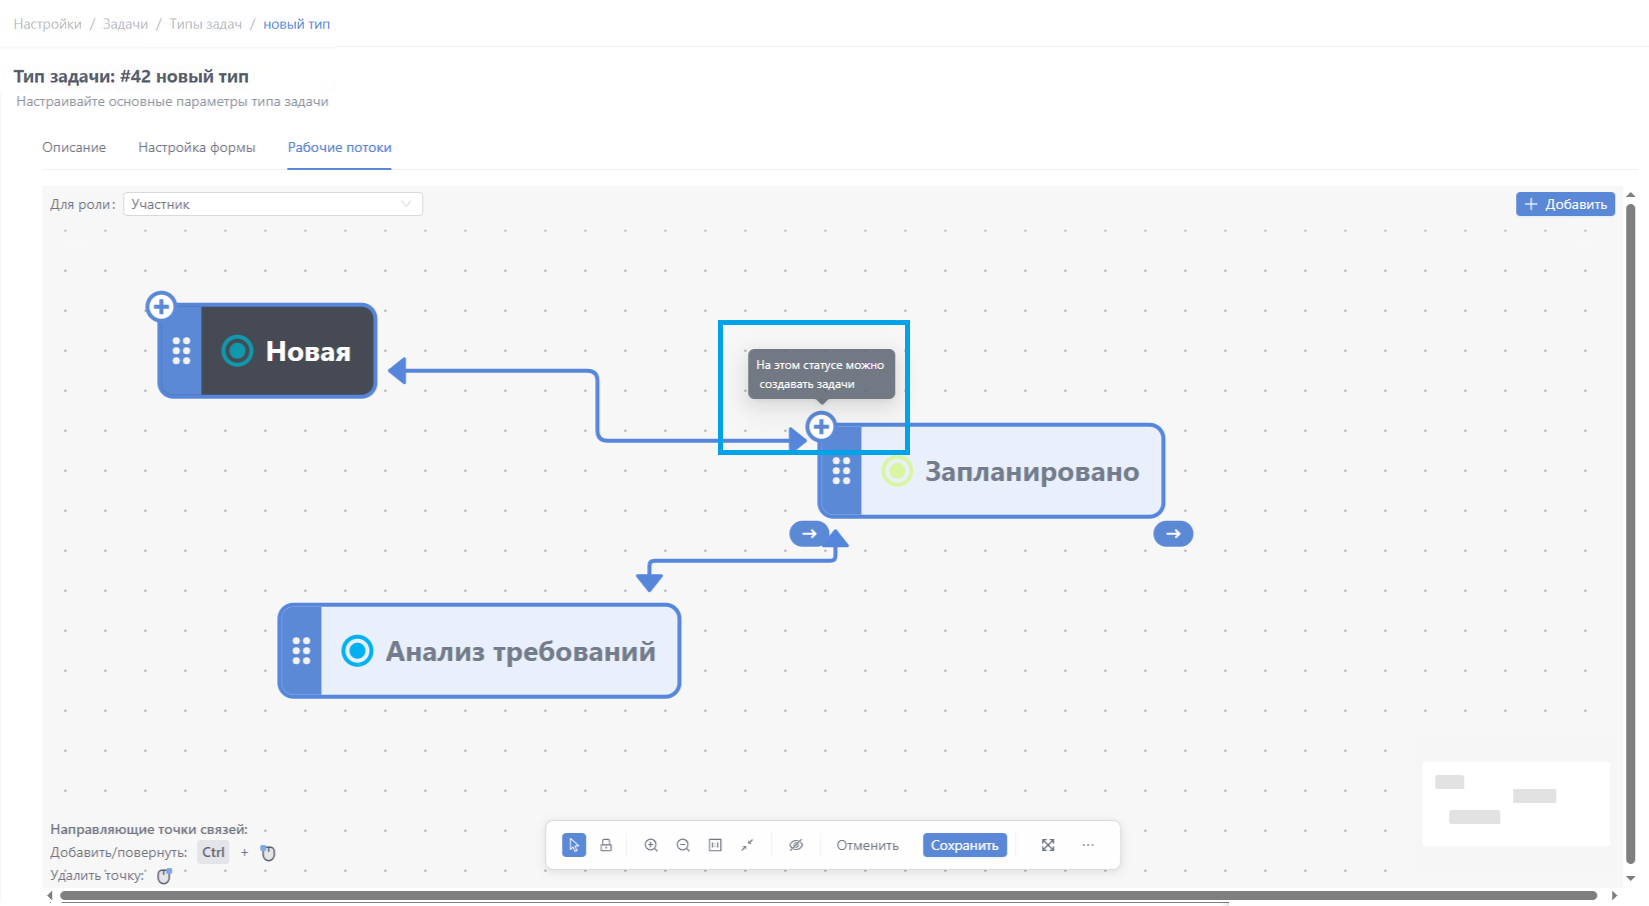 Настройки / Задачи / Типы задач / новый тип
Тип задачи: #42 новый тип
Настраивайте основные параметры типа задачи
Описание Настройка формы Рабочие потоки
Для роли: Участник
+ Добавить
Новая
На этом статусе можно
создавать задачи
Запланировано
Анализ требований
Направляющие точки связей:
Добавить/повернуть: Ctrl +
Удалить точку:
Отменить Сохранить